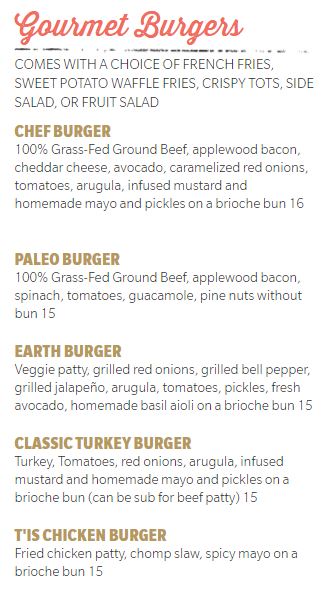 Gourmet Burgers
COMES WITH A CHOICE OF FRENCH FRIES,
SWEET POTATO WAFFLE FRIES, CRISPY TOTS, SIDE
SALAD, OR FRUIT SALAD
CHEF BURGER
100% Grass-Fed Ground Beef, applewood bacon,
cheddar cheese, avocado, caramelized red onions,
tomatoes, arugula, infused mustard and
homemade mayo and pickles on a brioche bun 16
PALEO BURGER
100% Grass-Fed Ground Beef, applewood bacon,
spinach, tomatoes, guacamole, pine nuts without
bun 15
EARTH BURGER
Veggie patty, grilled red onions, grilled bell pepper,
grilled jalapeño, arugula, tomatoes, pickles, fresh
avocado, homemade basil aioli on a brioche bun 15
CLASSIC TURKEY BURGER
Turkey, Tomatoes, red onions, arugula, infused
mustard and homemade mayo and pickles on a
brioche bun (can be sub for beef patty) 15
T'IS CHICKEN BURGER
Fried chicken patty, chomp slaw, spicy mayo on a
brioche bun 15